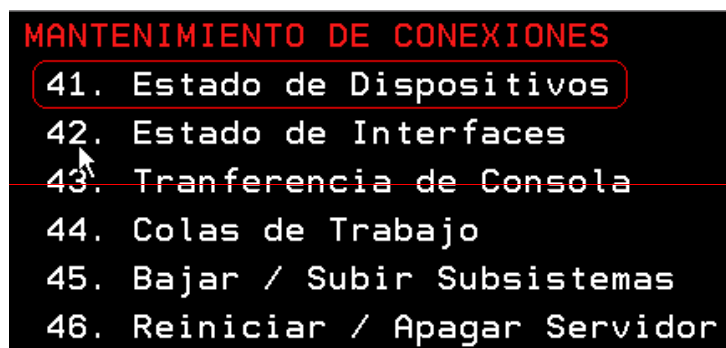 MANTENIMIENTO DE CONEXIONES
41. Estado de Dispositivos
42. Estado de Interfaces
43. Tranferencia de Consola
44. Colas de Trabajo
45. Bajar / Subir Subsistemas
46. Reiniciar / Apagar Servidor